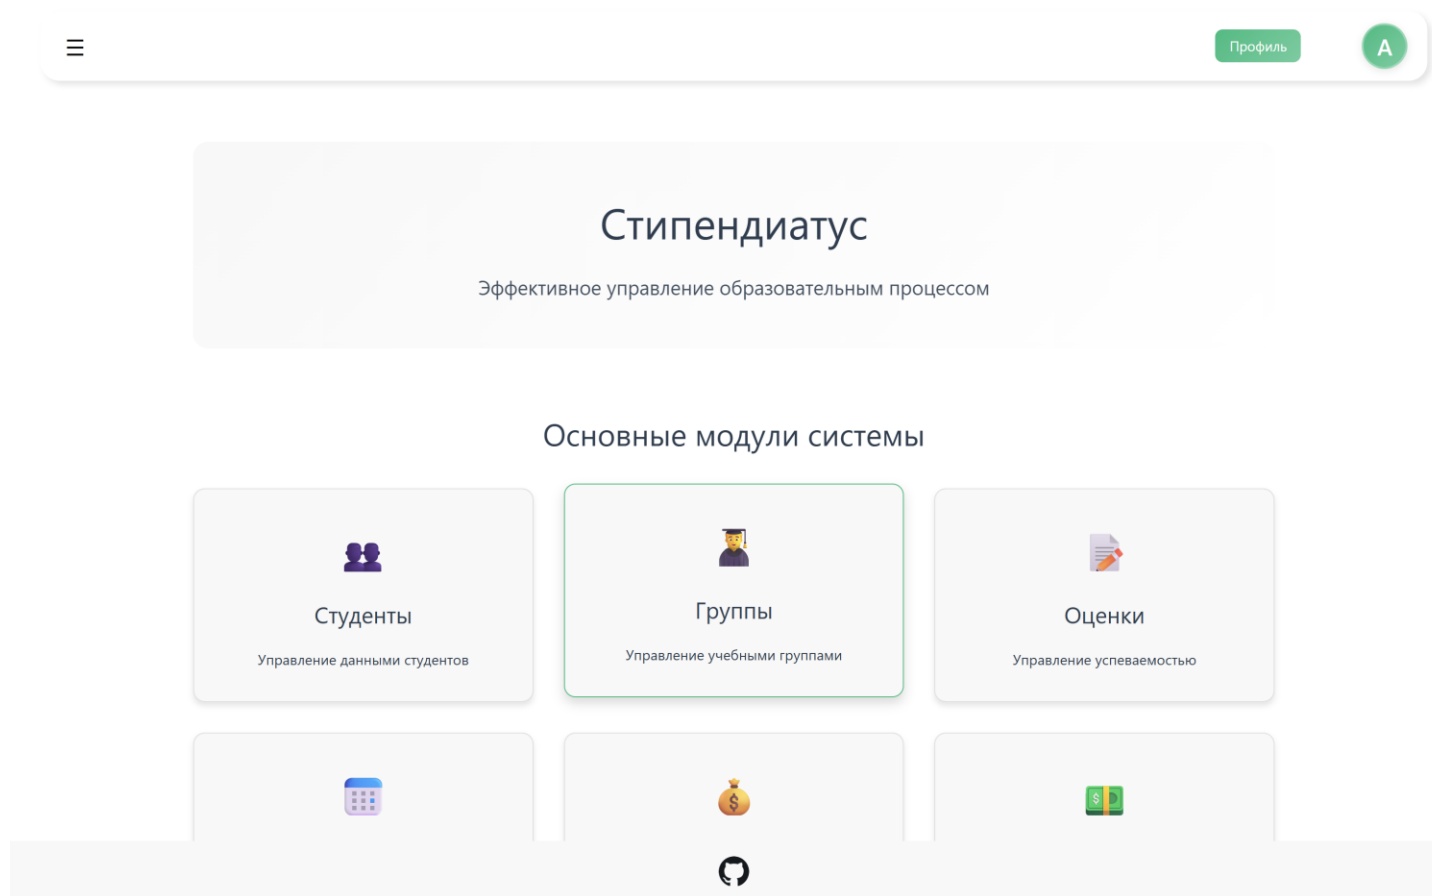 Профиль
A
Стипендиатус
Эффективное управление образовательным процессом
Основные модули системы
Студенты
Управление данными студентов
Группы
Управление учебными группами
Оценки
Управление успеваемостью